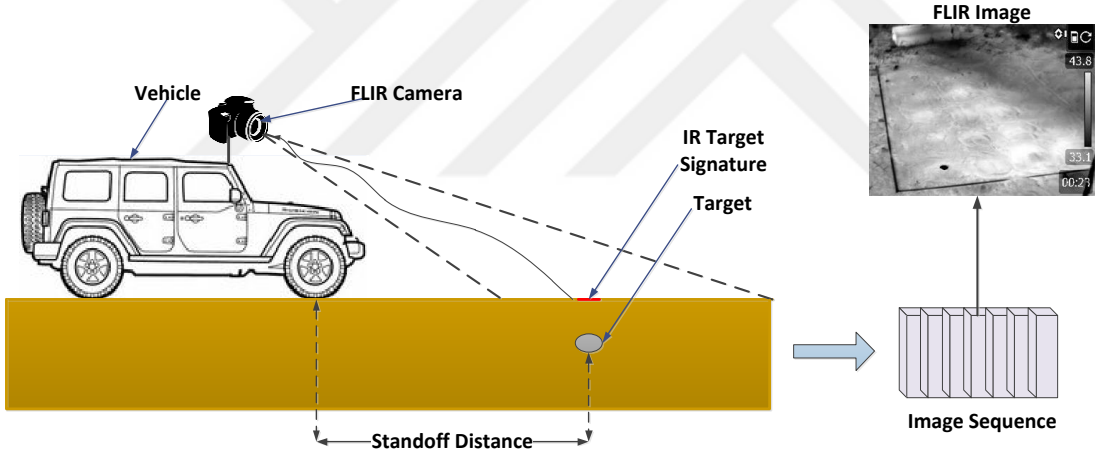 FLIR Image
43.8
33.1
00:23
Vehicle
FLIR Camera
IR Target
Signature
Target
Standoff Distance
Image Sequence